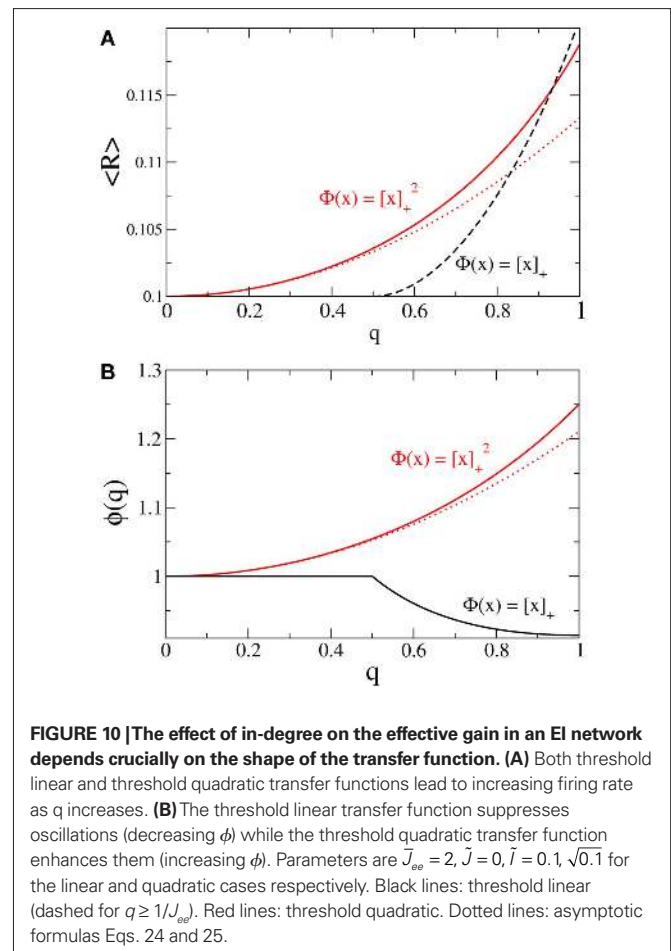 A
0.115
0.11
0.105
0.1
<R>
Φ(x) = [x]₊²
Φ(x) = [x]₊
0 0.2 0.4 0.6 0.8 1
q
B
1.3
1.2
1.1
1
ϕ(q)
Φ(x) = [x]₊²
Φ(x) = [x]₊
0 0.2 0.4 0.6 0.8 1
q
FIGURE 10 | The effect of in-degree on the effective gain in an EI network
depends crucially on the shape of the transfer function. (A) Both threshold
linear and threshold quadratic transfer functions lead to increasing firing rate
as q increases. (B) The threshold linear transfer function suppresses
oscillations (decreasing ϕ) while the threshold quadratic transfer function
enhances them (increasing ϕ). Parameters are J̄ₑₑ = 2, J̃ = 0, Ĩ = 0.1, √0.1 for
the linear and quadratic cases respectively. Black lines: threshold linear
(dashed for q ≥ 1/Jₑₑ). Red lines: threshold quadratic. Dotted lines: asymptotic
formulas Eqs. 24 and 25.